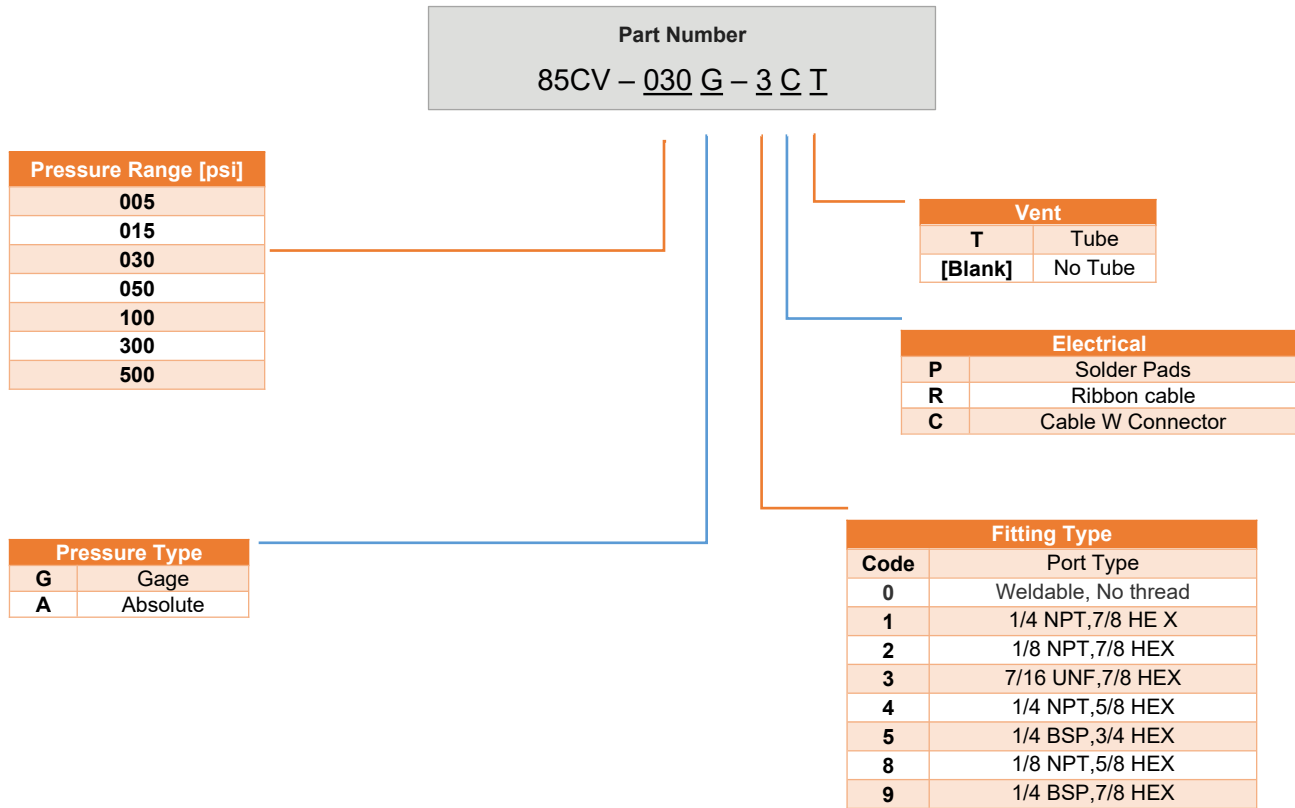 Part Number
85CV – 030 G – 3 C T
Pressure Range [psi]
005
015
030
050
100
300
500
Vent
T Tube
[Blank] No Tube
Electrical
P Solder Pads
R Ribbon cable
C Cable W Connector
Pressure Type
G Gage
A Absolute
Fitting Type
Code Port Type
0 Weldable, No thread
1 1/4 NPT,7/8 HE X
2 1/8 NPT,7/8 HEX
3 7/16 UNF,7/8 HEX
4 1/4 NPT,5/8 HEX
5 1/4 BSP,3/4 HEX
8 1/8 NPT,5/8 HEX
9 1/4 BSP,7/8 HEX